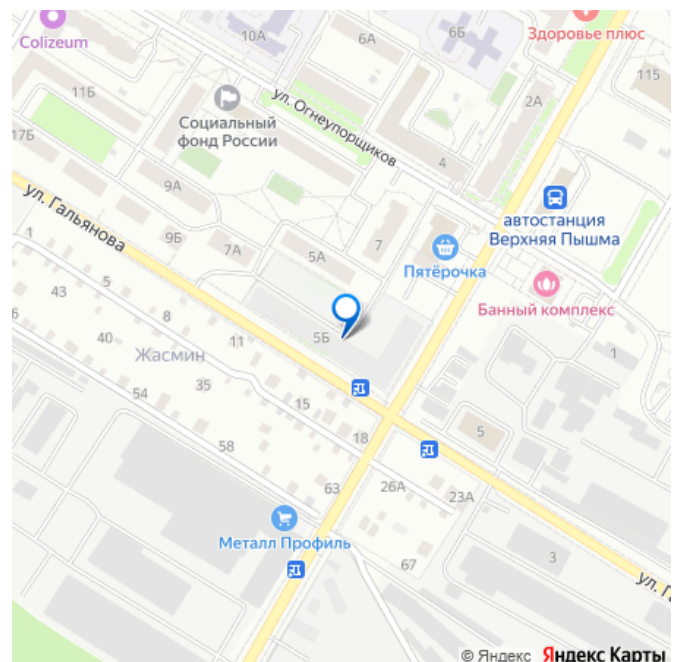 Colizeum
10А
6А
6Б
Здоровье плюс
115
11Б
Социальный
фонд России
ул. Огнеупорщиков
2А
17Б
4
9А
ул. Гальянова
автостанция
Верхняя Пышма
1
9Б
7А
5А
7
Пятёрочка
Банный комплекс
43
5
8
11
5Б
1
6
40
Жасмин
35
54
15
18
5
58
63
26А
23А
Металл Профиль
67
3
ул. Га
© Яндекс Яндекс Карты